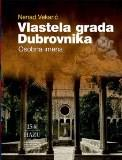 Nenad Vekarić
Vlastela grada
Dubrovnika
Osobna imena
HAZU